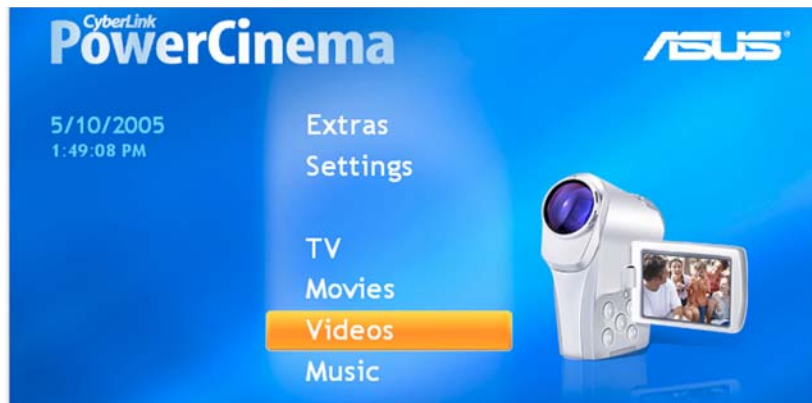 CyberLink
PowerCinema
ASUS
5/10/2005
1:49:08 PM
Extras
Settings
TV
Movies
Videos
Music